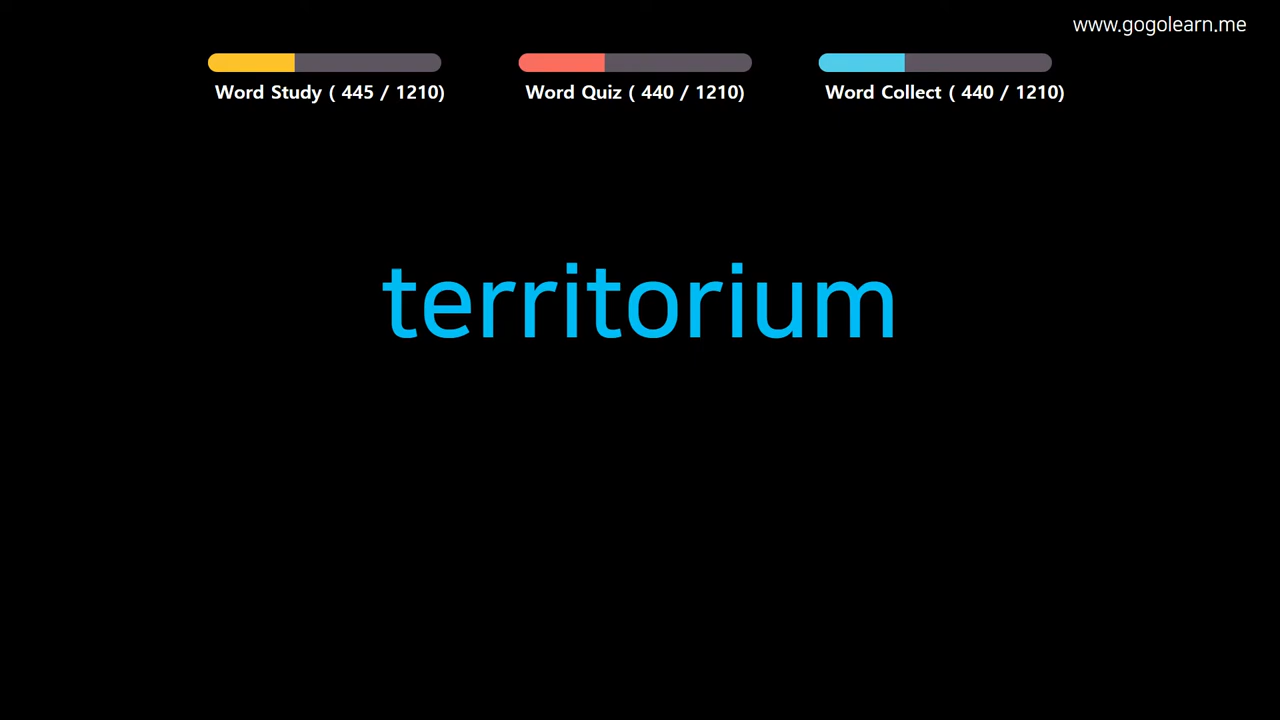 www.gogolearn.me
Word Study ( 445 / 1210)
Word Quiz ( 440 / 1210)
Word Collect ( 440 / 1210)
territorium